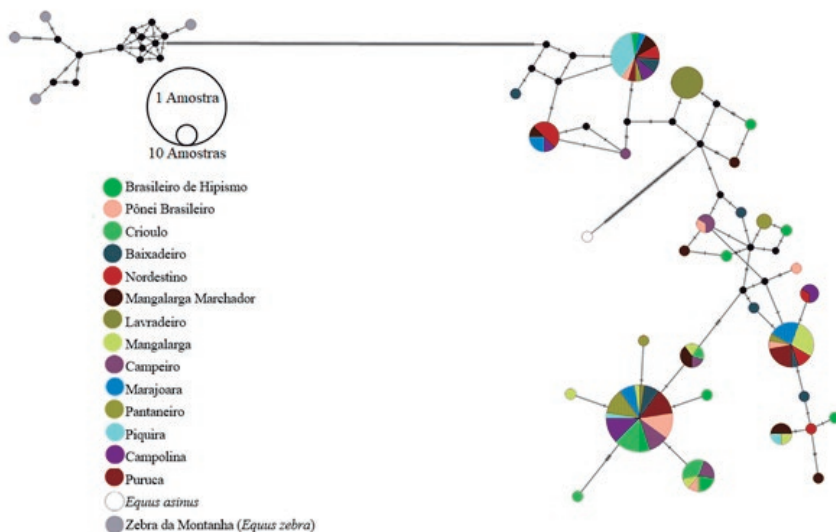 1 Amostra
10 Amostras
Brasileiro de Hipismo
Pônei Brasileiro
Crioulo
Baixadeiro
Nordestino
Mangalarga Marchador
Lavradeiro
Mangalarga
Campeiro
Marajoara
Pantaneiro
Piquira
Campolina
Puruca
Equus asinus
Zebra da Montanha (Equus zebra)